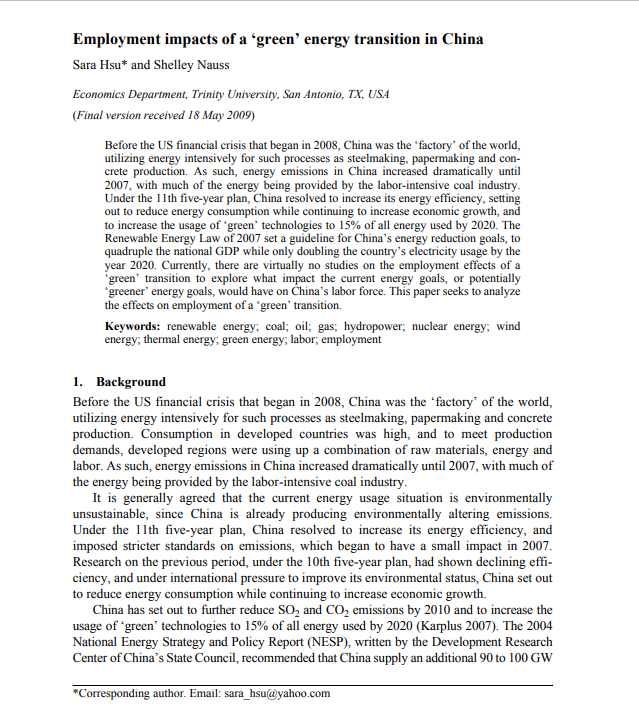 Employment impacts of a ‘green’ energy transition in China
Sara Hsu* and Shelley Nauss
Economics Department, Trinity University, San Antonio, TX, USA
(Final version received 18 May 2009)
Before the US financial crisis that began in 2008, China was the ‘factory’ of the world,
utilizing energy intensively for such processes as steelmaking, papermaking and con-
crete production. As such, energy emissions in China increased dramatically until
2007, with much of the energy being provided by the labor-intensive coal industry.
Under the 11th five-year plan, China resolved to increase its energy efficiency, setting
out to reduce energy consumption while continuing to increase economic growth, and
to increase the usage of ‘green’ technologies to 15% of all energy used by 2020. The
Renewable Energy Law of 2007 set a guideline for China’s energy reduction goals, to
quadruple the national GDP while only doubling the country’s electricity usage by the
year 2020. Currently, there are virtually no studies on the employment effects of a
‘green’ transition to explore what impact the current energy goals, or potentially
‘greener’ energy goals, would have on China’s labor force. This paper seeks to analyze
the effects on employment of a ‘green’ transition.
Keywords: renewable energy; coal; oil; gas; hydropower; nuclear energy; wind
energy; thermal energy; green energy; labor; employment
1. Background
Before the US financial crisis that began in 2008, China was the ‘factory’ of the world,
utilizing energy intensively for such processes as steelmaking, papermaking and concrete
production. Consumption in developed countries was high, and to meet production
demands, developed regions were using up a combination of raw materials, energy and
labor. As such, energy emissions in China increased dramatically until 2007, with much of
the energy being provided by the labor-intensive coal industry.
It is generally agreed that the current energy usage situation is environmentally
unsustainable, since China is already producing environmentally altering emissions.
Under the 11th five-year plan, China resolved to increase its energy efficiency, and
imposed stricter standards on emissions, which began to have a small impact in 2007.
Research on the previous period, under the 10th five-year plan, had shown declining effi-
ciency, and under international pressure to improve its environmental status, China set out
to reduce energy consumption while continuing to increase economic growth.
China has set out to further reduce SO₂ and CO₂ emissions by 2010 and to increase the
usage of ‘green’ technologies to 15% of all energy used by 2020 (Karplus 2007). The 2004
National Energy Strategy and Policy Report (NESP), written by the Development Research
Center of China’s State Council, recommended that China supply an additional 90 to 100 GW
*Corresponding author. Email: sara_hsu@yahoo.com